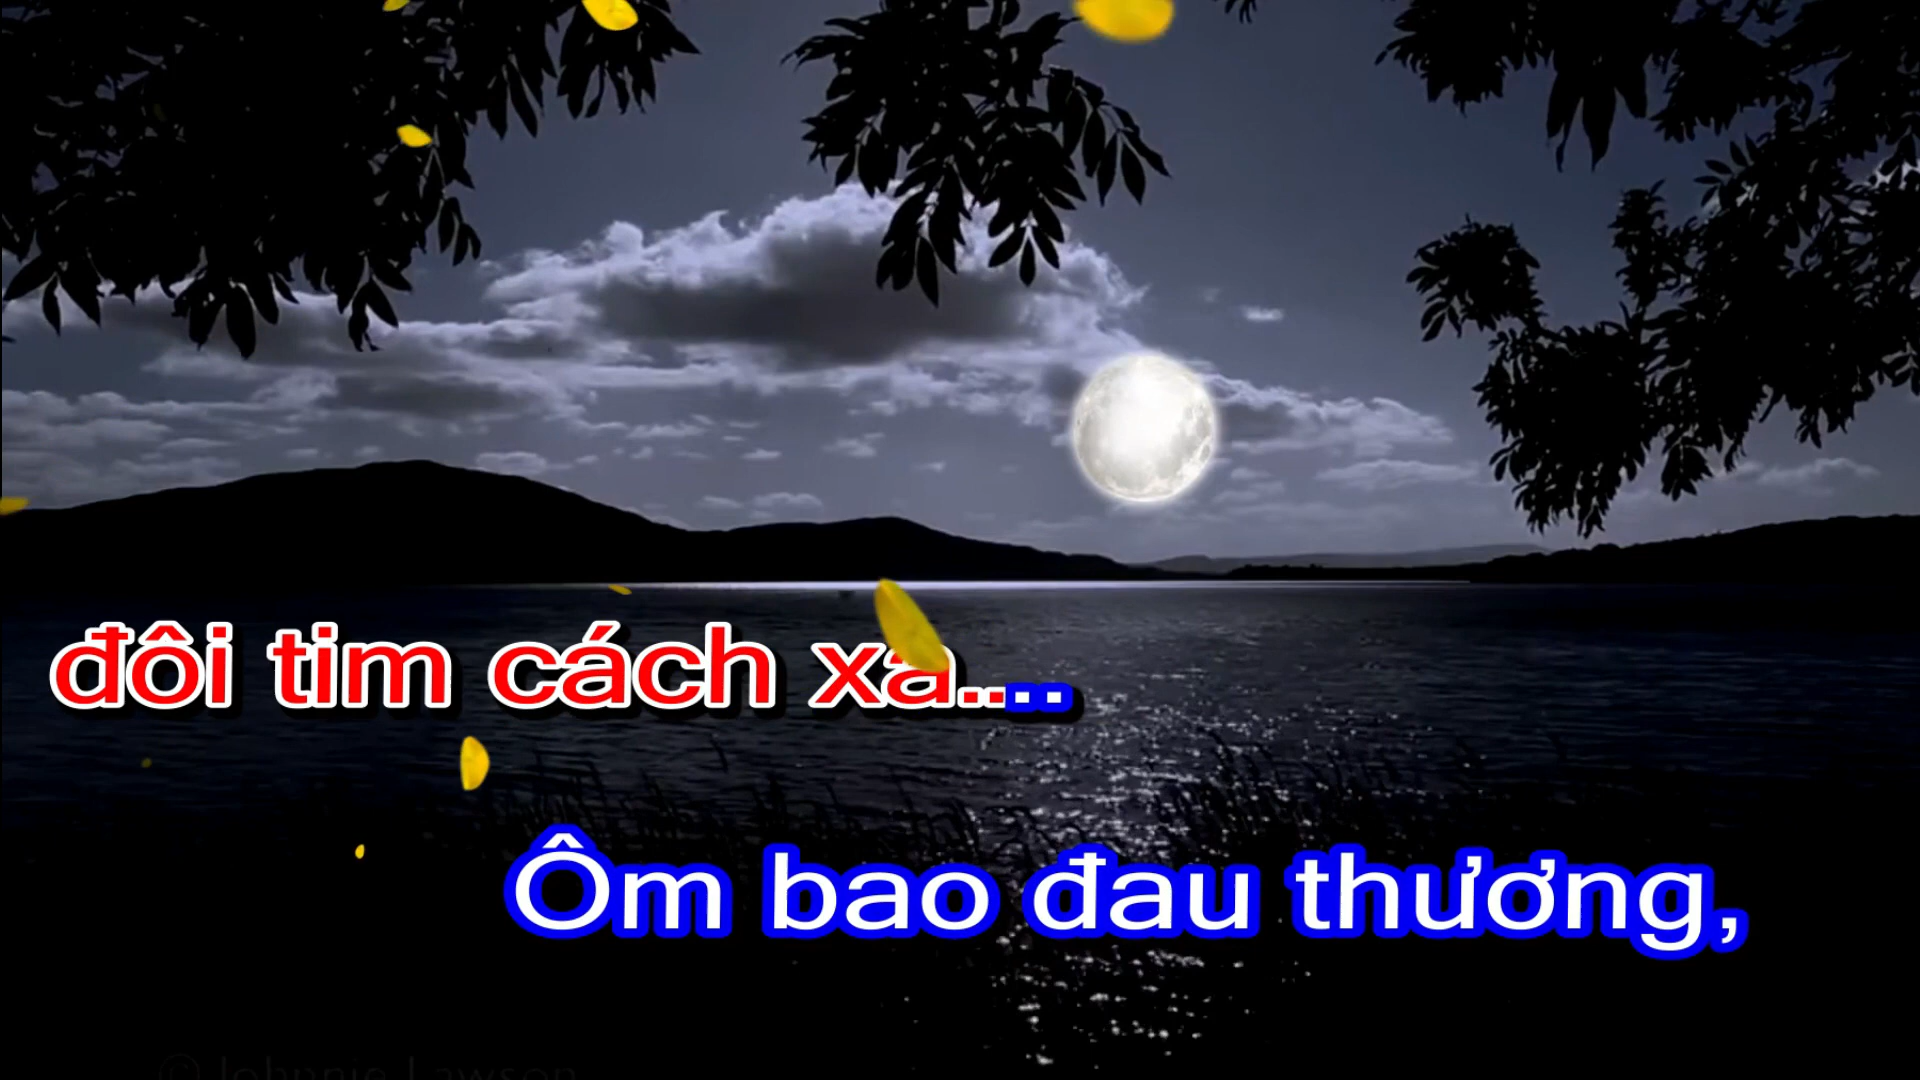 đôi tim cách xa....
Ôm bao đau thương,
© Johnnie Lawson